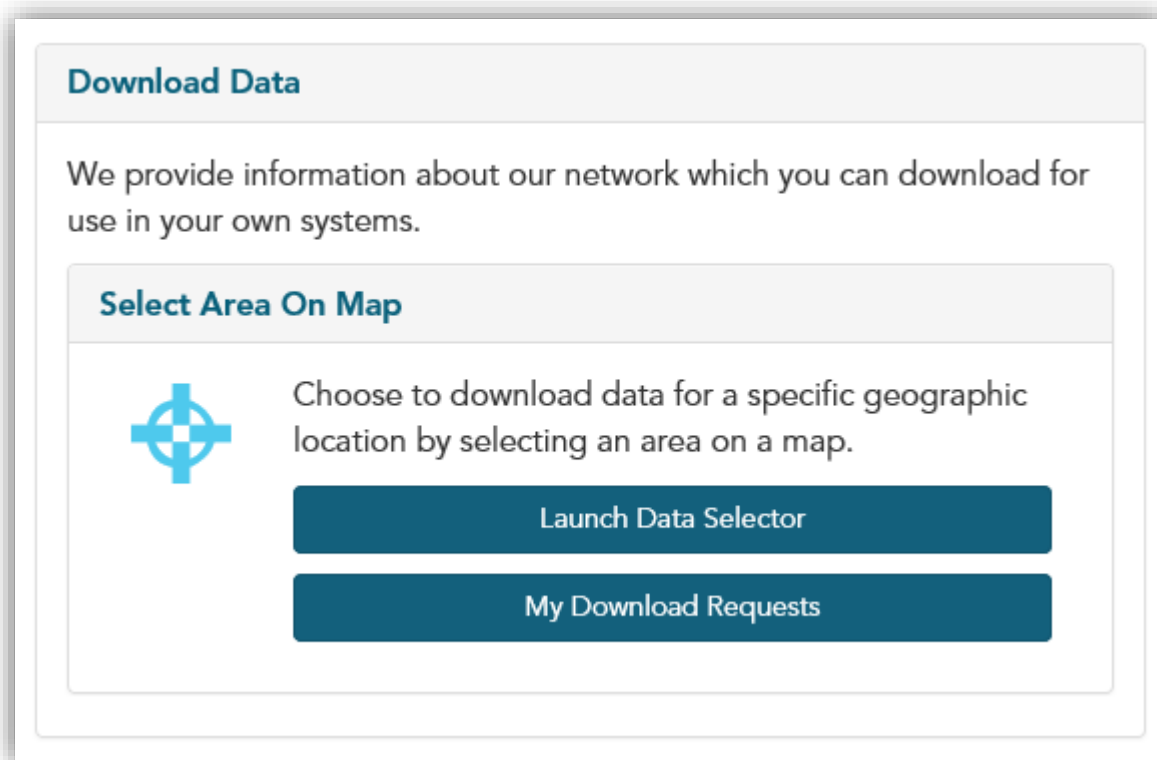 Download Data
We provide information about our network which you can download for
use in your own systems.
Select Area On Map
Choose to download data for a specific geographic
location by selecting an area on a map.
Launch Data Selector
My Download Requests